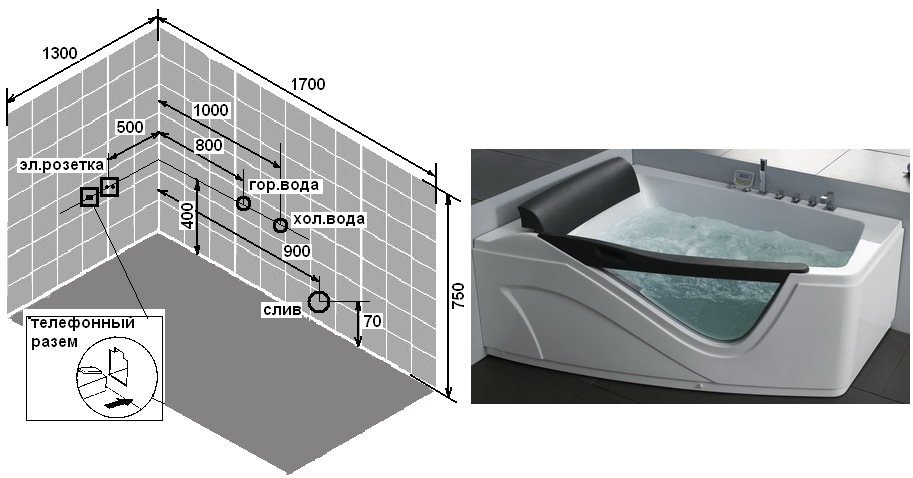 1300
1700
1000
500
800
эл.розетка
гор.вода
хол.вода
400
900
750
слив
70
телефонный
разем